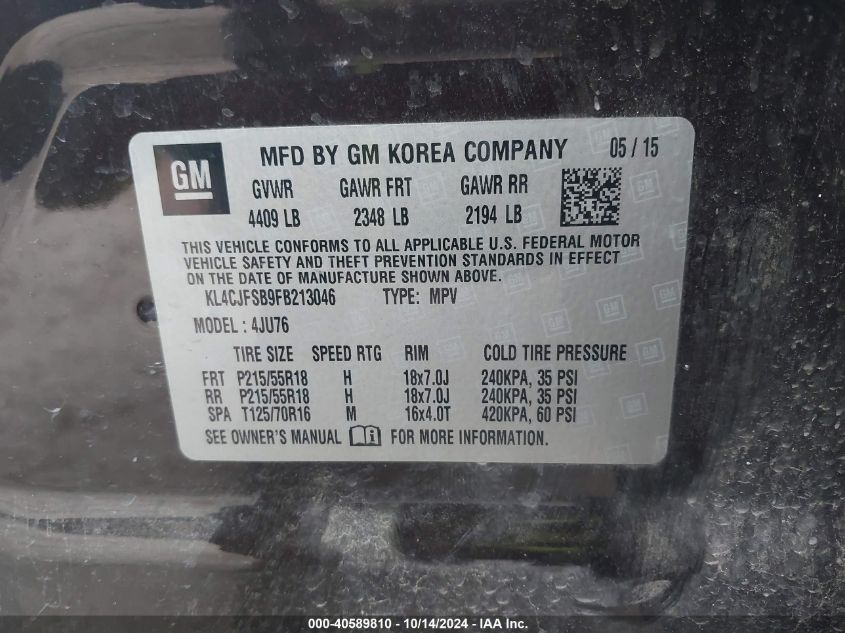 GM
MFD BY GM KOREA COMPANY 05 / 15
GVWR GAWR FRT GAWR RR
4409 LB 2348 LB 2194 LB
THIS VEHICLE CONFORMS TO ALL APPLICABLE U.S. FEDERAL MOTOR
VEHICLE SAFETY AND THEFT PREVENTION STANDARDS IN EFFECT
ON THE DATE OF MANUFACTURE SHOWN ABOVE.
KL4CJFSB9FB213046 TYPE: MPV
MODEL : 4JU76
TIRE SIZE SPEED RTG RIM COLD TIRE PRESSURE
FRT P215/55R18 H 18x7.0J 240KPA, 35 PSI
RR P215/55R18 H 18x7.0J 240KPA, 35 PSI
SPA T125/70R16 M 16x4.0T 420KPA, 60 PSI
SEE OWNER'S MANUAL FOR MORE INFORMATION.
000-40589810 - 10/14/2024 - IAA Inc.